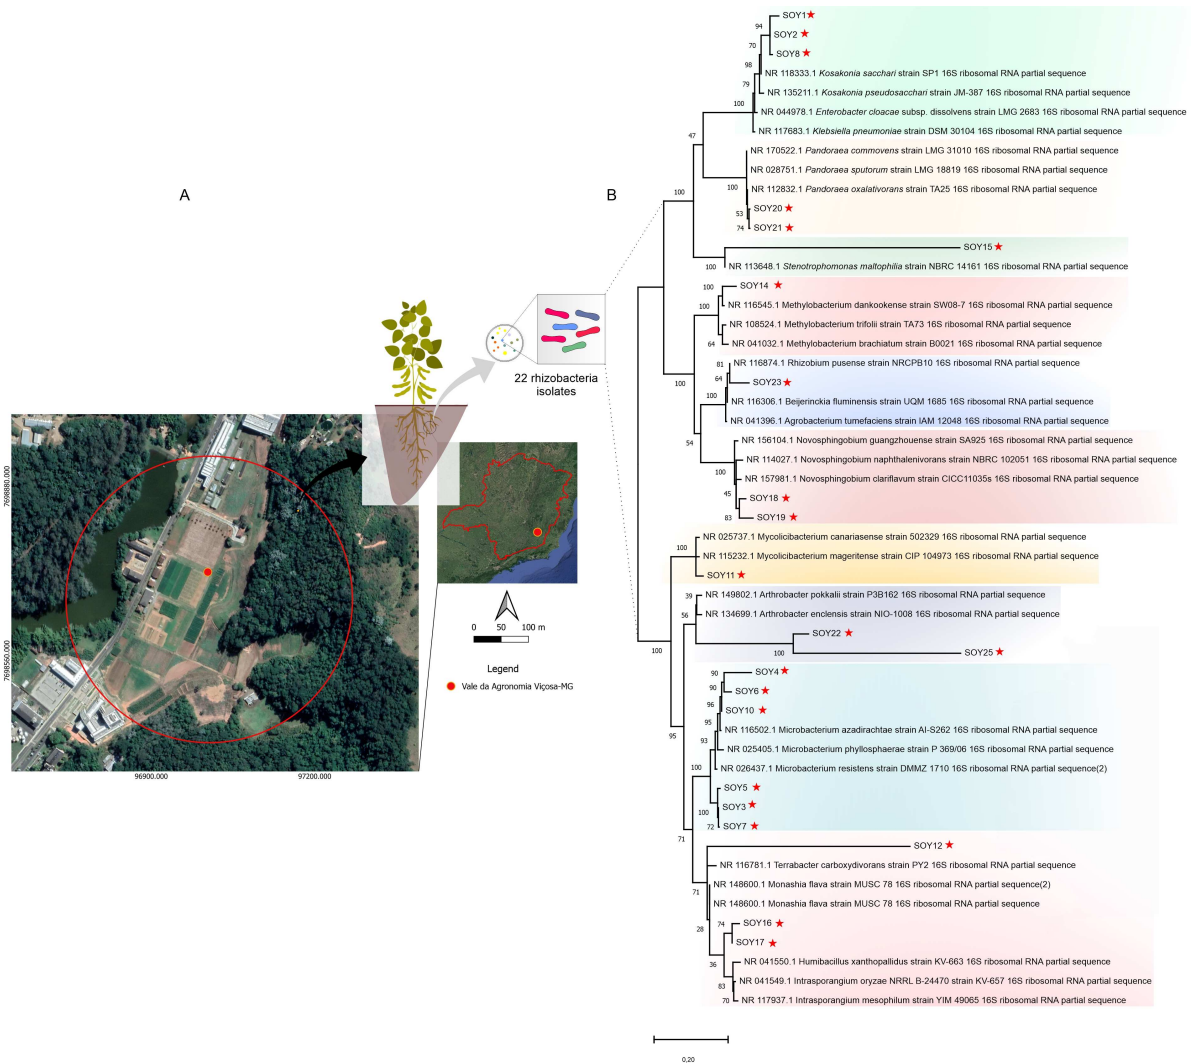 A
22 rhizobacteria
isolates
7698880.000
7698560.000
96900.000
97200.000
0 50 100 m
Legend
Vale da Agronomia Viçosa-MG
B
SOY1
94
SOY2
70
SOY8
98
NR 118333.1 Kosakonia sacchari strain SP1 16S ribosomal RNA partial sequence
79
NR 135211.1 Kosakonia pseudosacchari strain JM-387 16S ribosomal RNA partial sequence
100
NR 044978.1 Enterobacter cloacae subsp. dissolvens strain LMG 2683 16S ribosomal RNA partial sequence
NR 117683.1 Klebsiella pneumoniae strain DSM 30104 16S ribosomal RNA partial sequence
47
NR 170522.1 Pandoraea commovens strain LMG 31010 16S ribosomal RNA partial sequence
NR 028751.1 Pandoraea sputorum strain LMG 18819 16S ribosomal RNA partial sequence
100
NR 112832.1 Pandoraea oxalativorans strain TA25 16S ribosomal RNA partial sequence
100
SOY20
53
SOY21
74
SOY15
100
NR 113648.1 Stenotrophomonas maltophilia strain NBRC 14161 16S ribosomal RNA partial sequence
SOY14
100
NR 116545.1 Methylobacterium dankookense strain SW08-7 16S ribosomal RNA partial sequence
100
NR 108524.1 Methylobacterium trifolii strain TA73 16S ribosomal RNA partial sequence
64
NR 041032.1 Methylobacterium brachiatum strain B0021 16S ribosomal RNA partial sequence
81
NR 116874.1 Rhizobium pusense strain NRCPB10 16S ribosomal RNA partial sequence
100
64
SOY23
100
NR 116306.1 Beijerinckia fluminensis strain UQM 1685 16S ribosomal RNA partial sequence
NR 041396.1 Agrobacterium tumefaciens strain IAM 12048 16S ribosomal RNA partial sequence
54
NR 156104.1 Novosphingobium guangzhouense strain SA925 16S ribosomal RNA partial sequence
NR 114027.1 Novosphingobium naphthalenivorans strain NBRC 102051 16S ribosomal RNA partial sequence
100
NR 157981.1 Novosphingobium clariflavum strain CICC11035s 16S ribosomal RNA partial sequence
45
SOY18
83
SOY19
NR 025737.1 Mycolicibacterium canariasense strain 502329 16S ribosomal RNA partial sequence
100
NR 115232.1 Mycolicibacterium mageritense strain CIP 104973 16S ribosomal RNA partial sequence
SOY11
39
NR 149802.1 Arthrobacter pokkalii strain P3B162 16S ribosomal RNA partial sequence
56
NR 134699.1 Arthrobacter enclensis strain NIO-1008 16S ribosomal RNA partial sequence
SOY22
100
100
SOY25
90
SOY4
90
SOY6
96
SOY10
95
NR 116502.1 Microbacterium azadirachtae strain AI-S262 16S ribosomal RNA partial sequence
95
93
NR 025405.1 Microbacterium phyllosphaerae strain P 369/06 16S ribosomal RNA partial sequence
100
NR 026437.1 Microbacterium resistens strain DMMZ 1710 16S ribosomal RNA partial sequence(2)
SOY5
100
SOY3
72
SOY7
71
SOY12
NR 116781.1 Terrabacter carboxydivorans strain PY2 16S ribosomal RNA partial sequence
71
NR 148600.1 Monashia flava strain MUSC 78 16S ribosomal RNA partial sequence(2)
NR 148600.1 Monashia flava strain MUSC 78 16S ribosomal RNA partial sequence
28
74
SOY16
SOY17
36
NR 041550.1 Humibacillus xanthopallidus strain KV-663 16S ribosomal RNA partial sequence
83
NR 041549.1 Intrasporangium oryzae NRRL B-24470 strain KV-657 16S ribosomal RNA partial sequence
70
NR 117937.1 Intrasporangium mesophilum strain YIM 49065 16S ribosomal RNA partial sequence
0,20